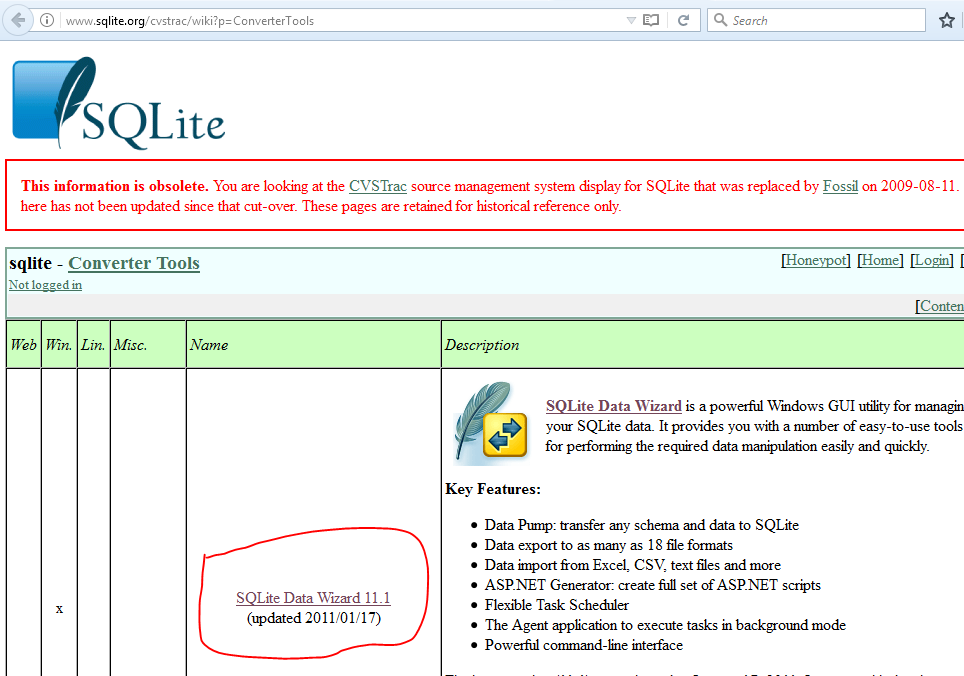 www.sqlite.org/cvstrac/wiki?p=ConverterTools
Search
SQLite
This information is obsolete. You are looking at the CVSTrac source management system display for SQLite that was replaced by Fossil on 2009-08-11.
here has not been updated since that cut-over. These pages are retained for historical reference only.
sqlite - Converter Tools
[Honeypot] [Home] [Login] [
Not logged in
[Conten
Web Win. Lin. Misc. Name Description
SQLite Data Wizard is a powerful Windows GUI utility for managin
your SQLite data. It provides you with a number of easy-to-use tools
for performing the required data manipulation easily and quickly.
Key Features:
• Data Pump: transfer any schema and data to SQLite
• Data export to as many as 18 file formats
• Data import from Excel, CSV, text files and more
• ASP.NET Generator: create full set of ASP.NET scripts
• Flexible Task Scheduler
• The Agent application to execute tasks in background mode
• Powerful command-line interface
x
SQLite Data Wizard 11.1
(updated 2011/01/17)